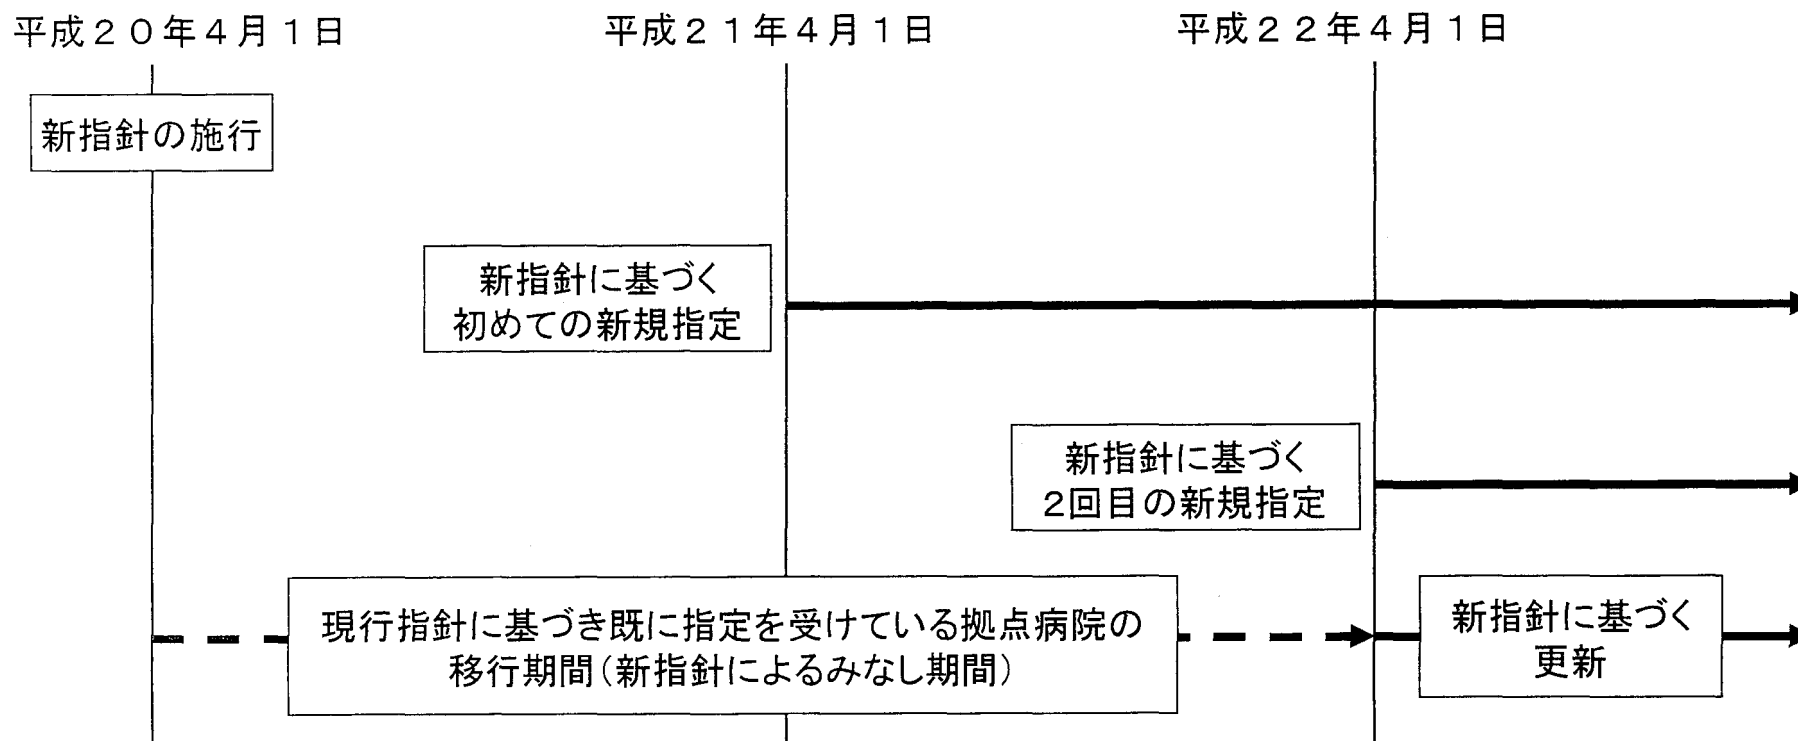 平成２０年４月１日
平成２１年４月１日
平成２２年４月１日
新指針の施行
新指針に基づく
初めての新規指定
新指針に基づく
2回目の新規指定
現行指針に基づき既に指定を受けている拠点病院の
移行期間（新指針によるみなし期間）
新指針に基づく
更新